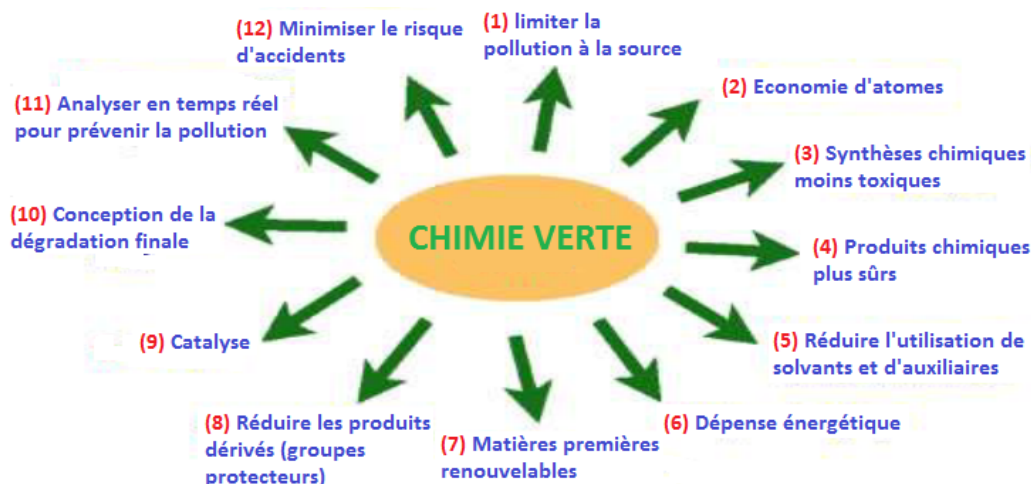 (12) Minimiser le risque
d'accidents
(1) limiter la
pollution à la source
(2) Economie d'atomes
(11) Analyser en temps réel
pour prévenir la pollution
(3) Synthèses chimiques
moins toxiques
(10) Conception de la
dégradation finale
CHIMIE VERTE
(4) Produits chimiques
plus sûrs
(9) Catalyse
(5) Réduire l'utilisation de
solvants et d'auxiliaires
(8) Réduire les produits
dérivés (groupes
protecteurs)
(7) Matières premières
renouvelables
(6) Dépense énergétique